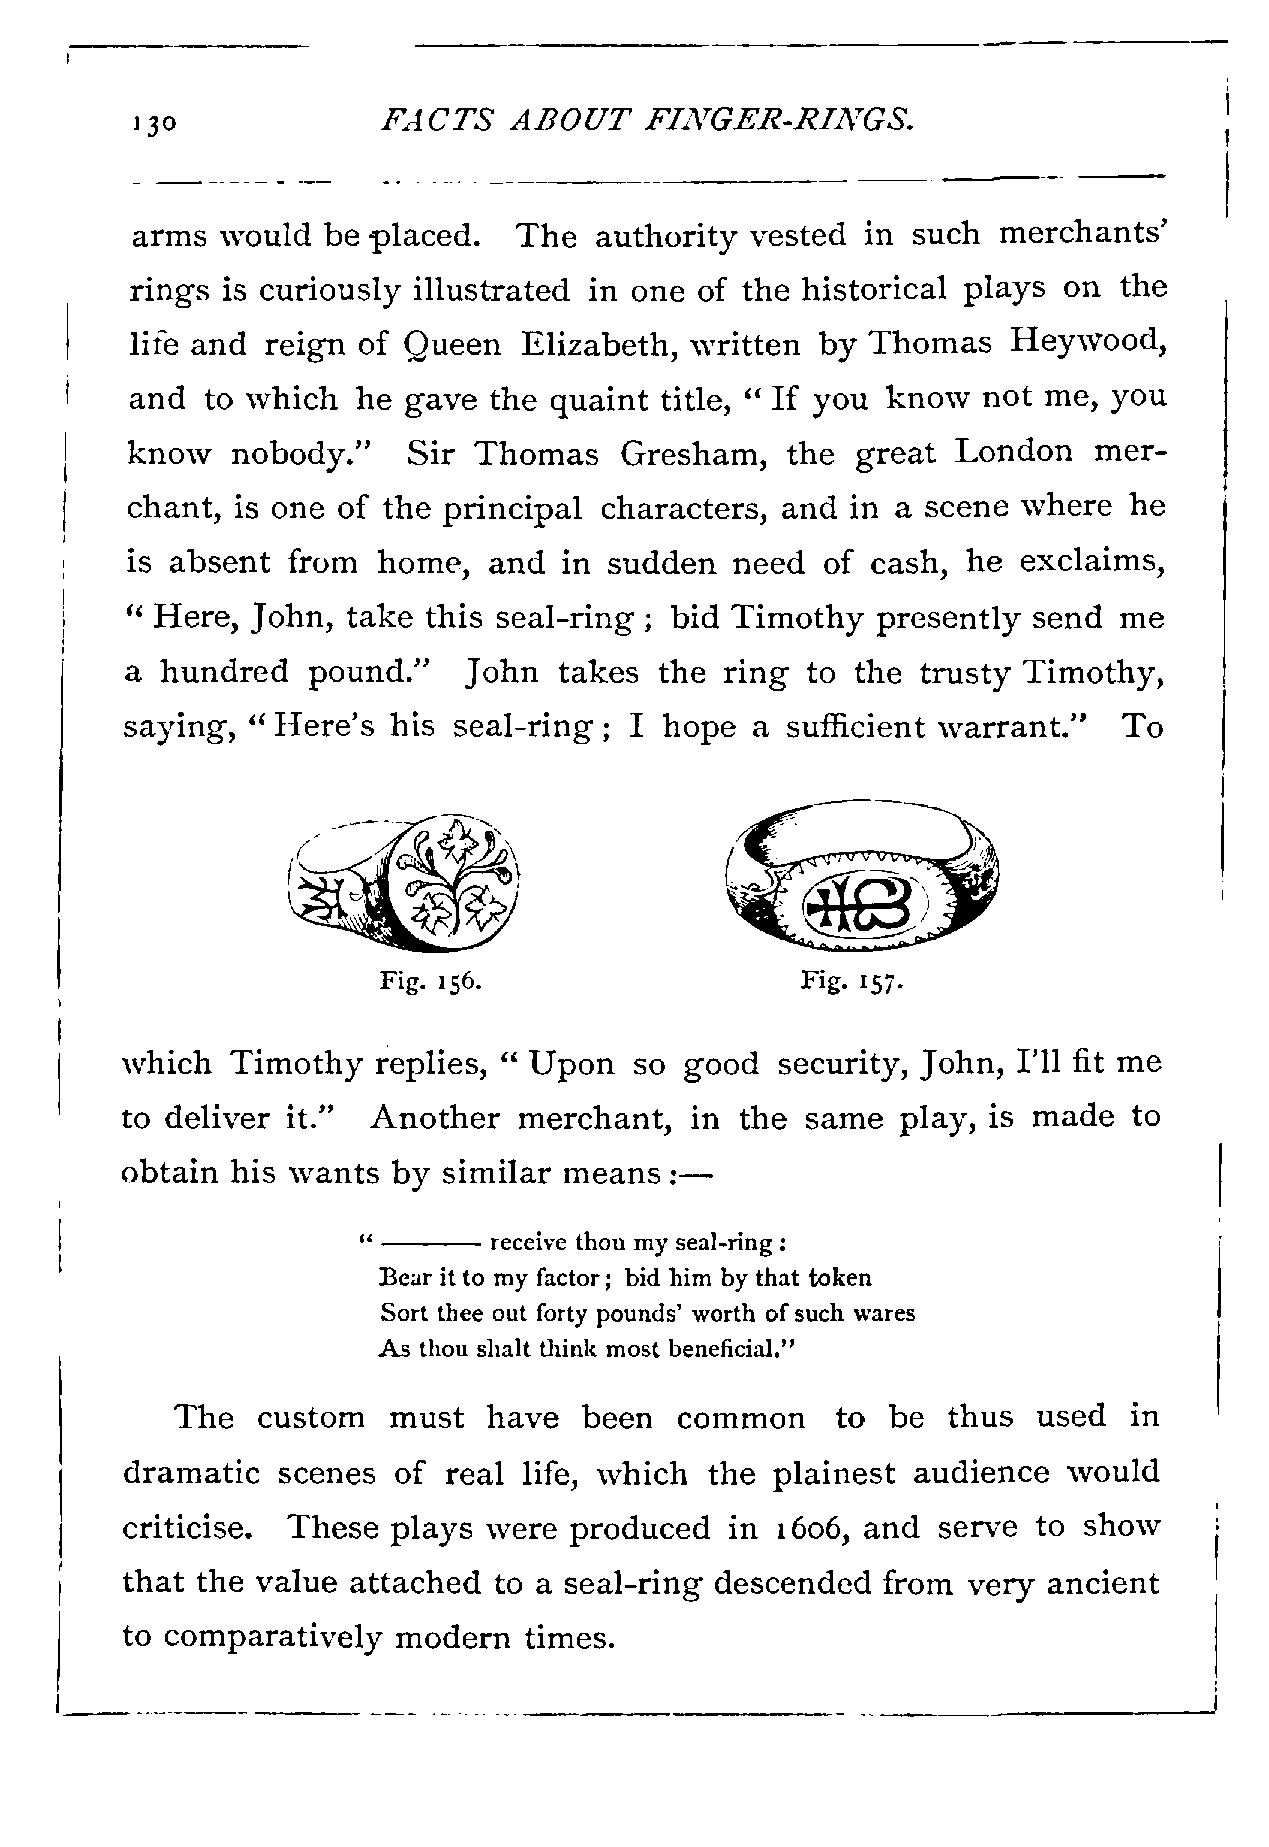 130 FACTS ABOUT FINGER-RINGS.
arms would be placed. The authority vested in such merchants'
rings is curiously illustrated in one of the historical plays on the
life and reign of Queen Elizabeth, written by Thomas Heywood,
and to which he gave the quaint title, " If you know not me, you
know nobody." Sir Thomas Gresham, the great London mer-
chant, is one of the principal characters, and in a scene where he
is absent from home, and in sudden need of cash, he exclaims,
" Here, John, take this seal-ring ; bid Timothy presently send me
a hundred pound." John takes the ring to the trusty Timothy,
saying, " Here's his seal-ring ; I hope a sufficient warrant." To
Fig. 156. Fig. 157.
which Timothy replies, " Upon so good security, John, I'll fit me
to deliver it." Another merchant, in the same play, is made to
obtain his wants by similar means :—
" ——— receive thou my seal-ring :
Bear it to my factor ; bid him by that token
Sort thee out forty pounds' worth of such wares
As thou shalt think most beneficial."
The custom must have been common to be thus used in
dramatic scenes of real life, which the plainest audience would
criticise. These plays were produced in 1606, and serve to show
that the value attached to a seal-ring descended from very ancient
to comparatively modern times.